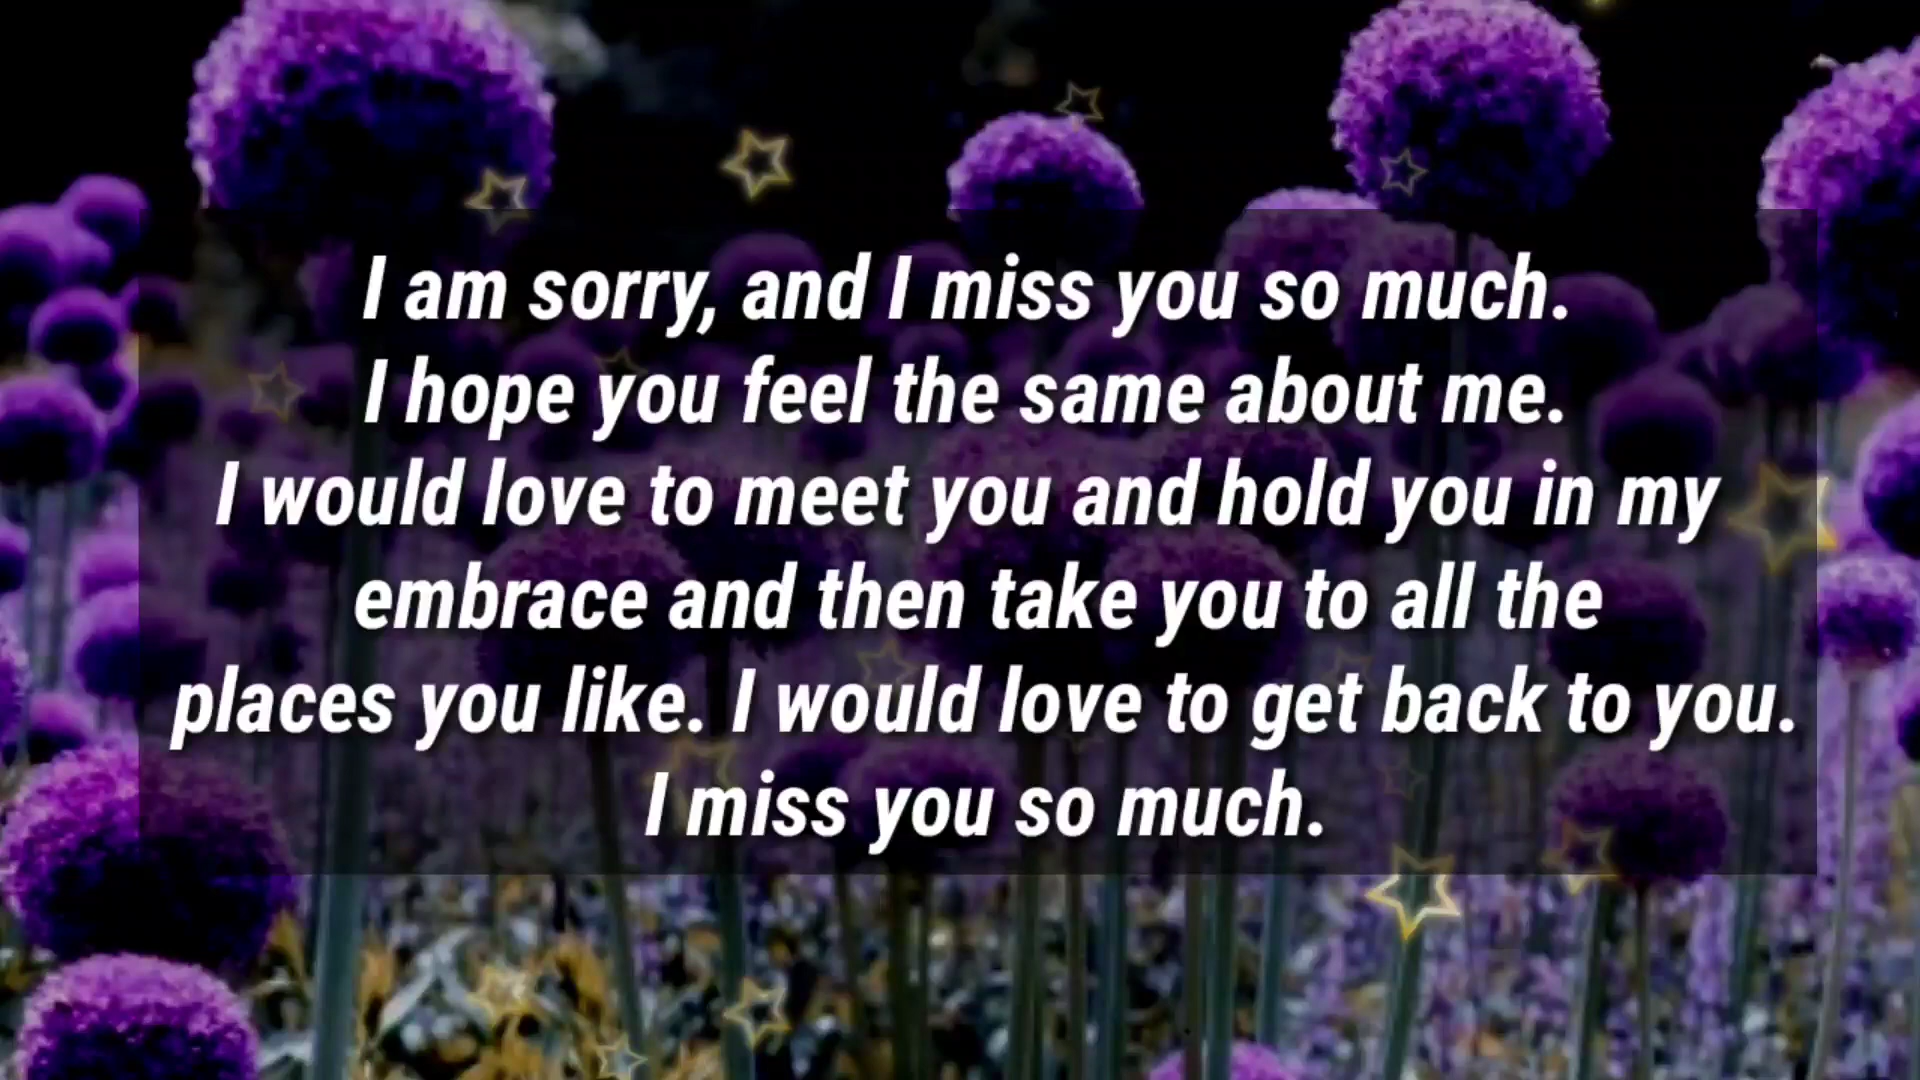 I am sorry, and I miss you so much.
I hope you feel the same about me.
I would love to meet you and hold you in my
embrace and then take you to all the
places you like. I would love to get back to you.
I miss you so much.